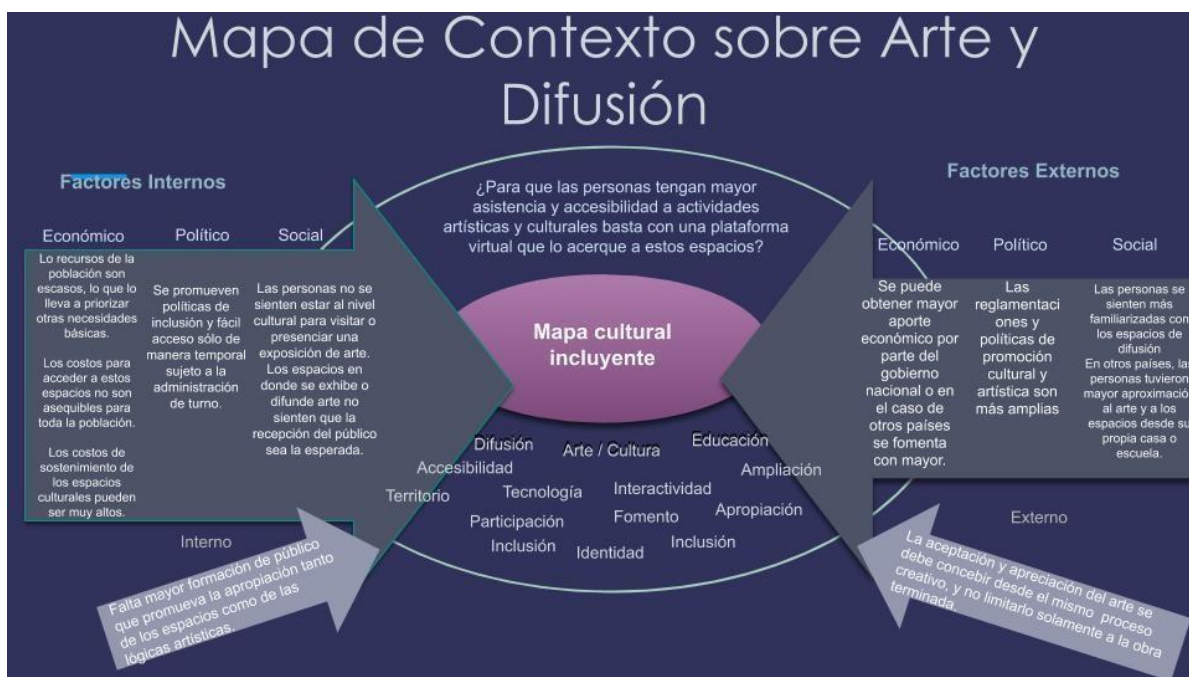 Mapa de Contexto sobre Arte y
Difusión
Factores Internos
Económico
Político
Social
Lo recursos de la
población son
escasos, lo que lo
lleva a priorizar
otras necesidades
básicas.
Los costos para
acceder a estos
espacios no son
asequibles para
toda la población.
Los costos de
sostenimiento de
los espacios
culturales pueden
ser muy altos.
Se promueven
políticas de
inclusión y fácil
acceso sólo de
manera temporal
sujeto a la
administración
de turno.
Las personas no se
sienten estar al nivel
cultural para visitar o
presenciar una
exposición de arte.
Los espacios en
donde se exhibe o
difunde arte no
sienten que la
recepción del público
sea la esperada.
Interno
Falta mayor formación de público
que promueva la apropiación tanto
de los espacios como de las
lógicas artísticas.
¿Para que las personas tengan mayor
asistencia y accesibilidad a actividades
artísticas y culturales basta con una plataforma
virtual que lo acerque a estos espacios?
Mapa cultural
incluyente
Difusión
Arte / Cultura
Educación
Accesibilidad
Ampliación
Territorio
Tecnología
Interactividad
Participación
Fomento
Apropiación
Inclusión
Identidad
Inclusión
Factores Externos
Económico
Político
Social
Se puede
obtener mayor
aporte
económico por
parte del
gobierno
nacional o en
el caso de
otros países
se fomenta
con mayor.
Las
reglamentaci
ones y
políticas de
promoción
cultural y
artística son
más amplias
Las personas se
sienten más
familiarizadas con
los espacios de
difusión
En otros países, las
personas tuvieron
mayor aproximación
al arte y a los
espacios desde su
propia casa o
escuela.
Externo
La aceptación y apreciación del arte se
debe concebir desde el mismo proceso
creativo, y no limitarlo solamente a la obra
terminada.